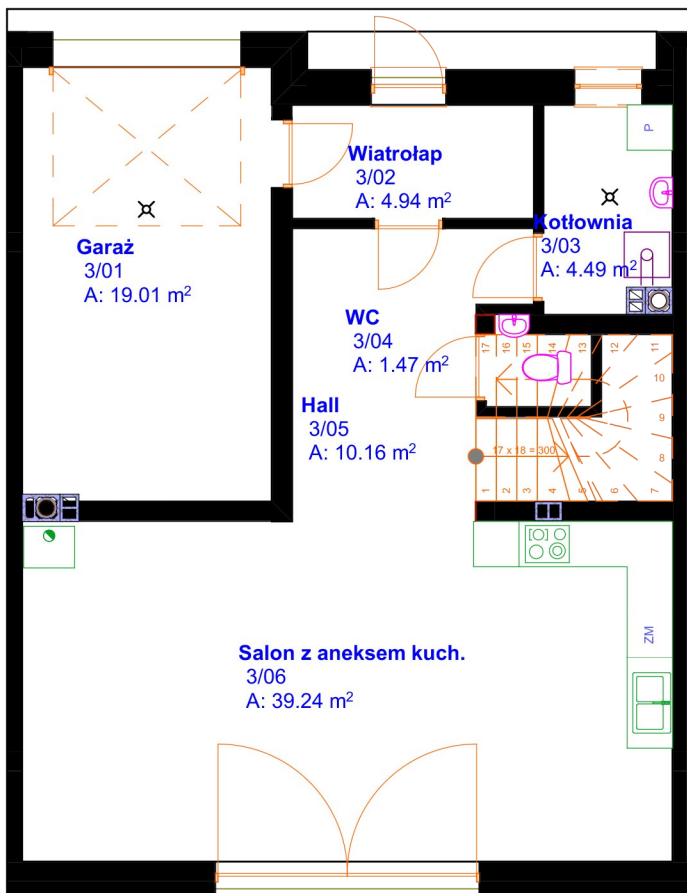 P
Wiatrołap
3/02
A: 4.94 m²
Kotłownia
3/03
A: 4.49 m²
Garaż
3/01
A: 19.01 m²
WC
3/04
A: 1.47 m²
17 16 15 14 13 12 11
10
9
8
Hall
3/05
A: 10.16 m²
17 x 18 = 300
1 2 3 4 5 6 7
ZM
Salon z aneksem kuch.
3/06
A: 39.24 m²